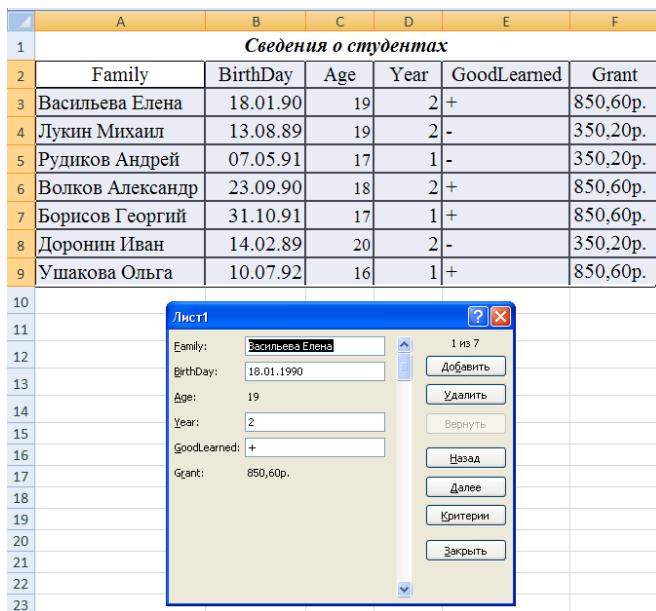 A B C D E F
1 Сведения о студентах
2 Family BirthDay Age Year GoodLearned Grant
3 Васильева Елена 18.01.90 19 2 + 850,60р.
4 Лукин Михаил 13.08.89 19 2 - 350,20р.
5 Рудиков Андрей 07.05.91 17 1 - 350,20р.
6 Волков Александр 23.09.90 18 2 + 850,60р.
7 Борисов Георгий 31.10.91 17 1 + 850,60р.
8 Доронин Иван 14.02.89 20 2 - 350,20р.
9 Ушакова Ольга 10.07.92 16 1 + 850,60р.
10
11
12
13
14
15
16
17
18
19
20
21
22
23
Лист1 ?
Family: Васильева Елена 1 из 7
BirthDay: 18.01.1990 Добавить
Age: 19 Удалить
Year: 2 Вернуть
GoodLearned: + Назад
Grant: 850,60р. Далее
Критерии
Закрыть